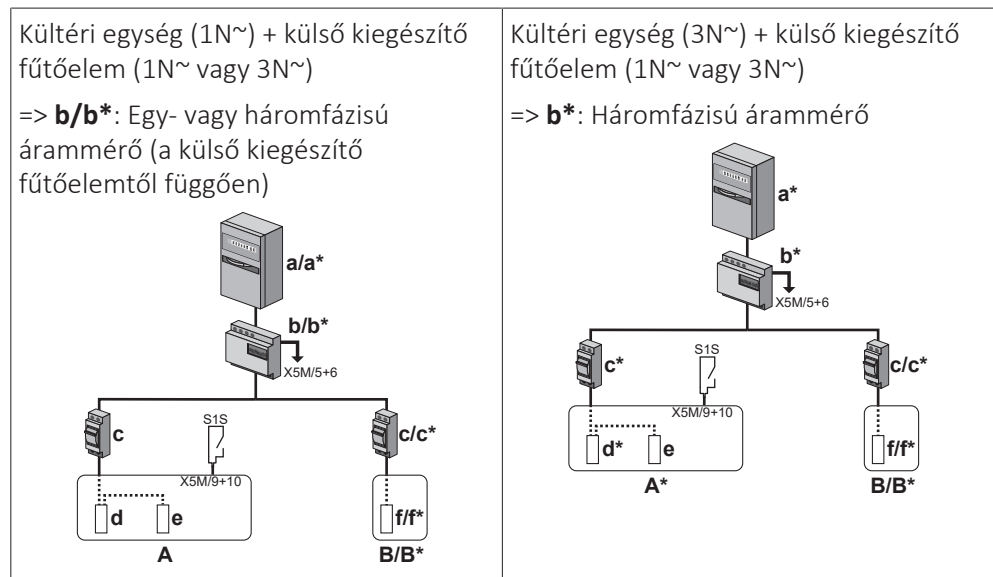 Kültéri egység (1N~) + külső kiegészítő
fűtőelem (1N~ vagy 3N~)
=> b/b*: Egy- vagy háromfázisú
árammérő (a külső kiegészítő
fűtőelemtől függően)
a/a*
b/b*
X5M/5+6
c
S1S
c/c*
X5M/9+10
d
e
f/f*
A
B/B*
Kültéri egység (3N~) + külső kiegészítő
fűtőelem (1N~ vagy 3N~)
=> b*: Háromfázisú árammérő
a*
b*
X5M/5+6
c*
S1S
c/c*
X5M/9+10
d*
e
f/f*
A*
B/B*